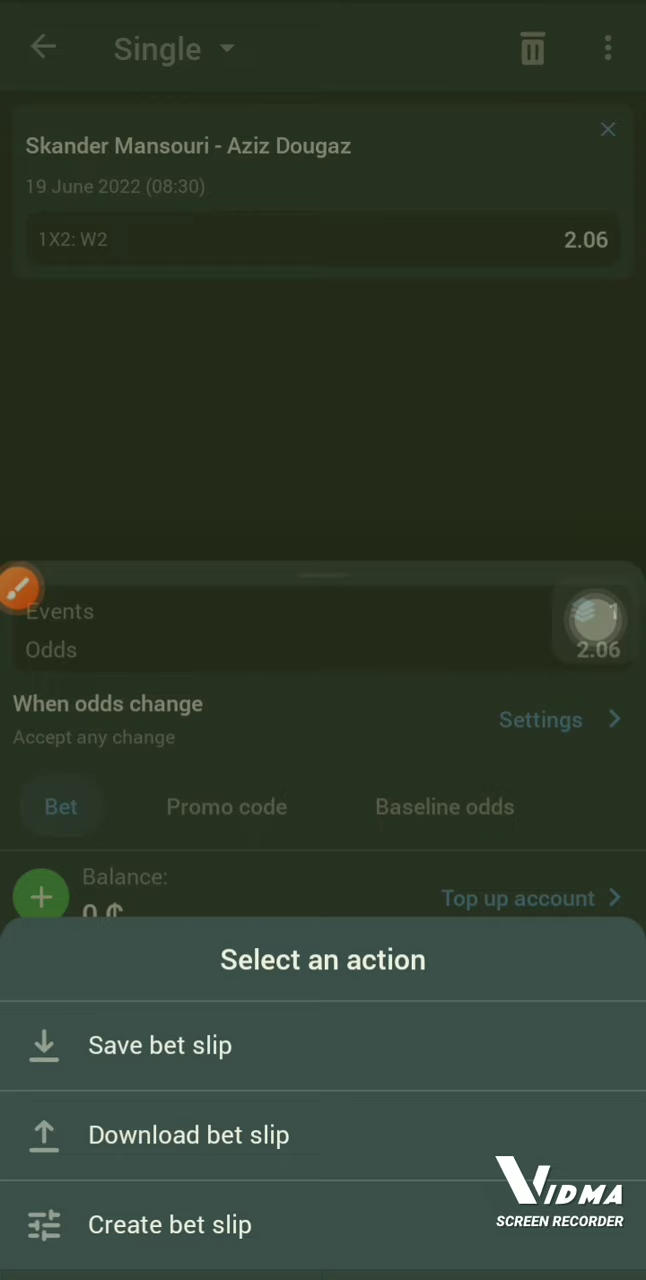 Single
Skander Mansouri - Aziz Dougaz
19 June 2022 (08:30)
1X2: W2 2.06
Events 1
Odds 2.06
When odds change
Accept any change
Settings
Bet Promo code Baseline odds
Balance:
0 ₵
Top up account
Select an action
Save bet slip
Download bet slip
Create bet slip
VIDMA
SCREEN RECORDER